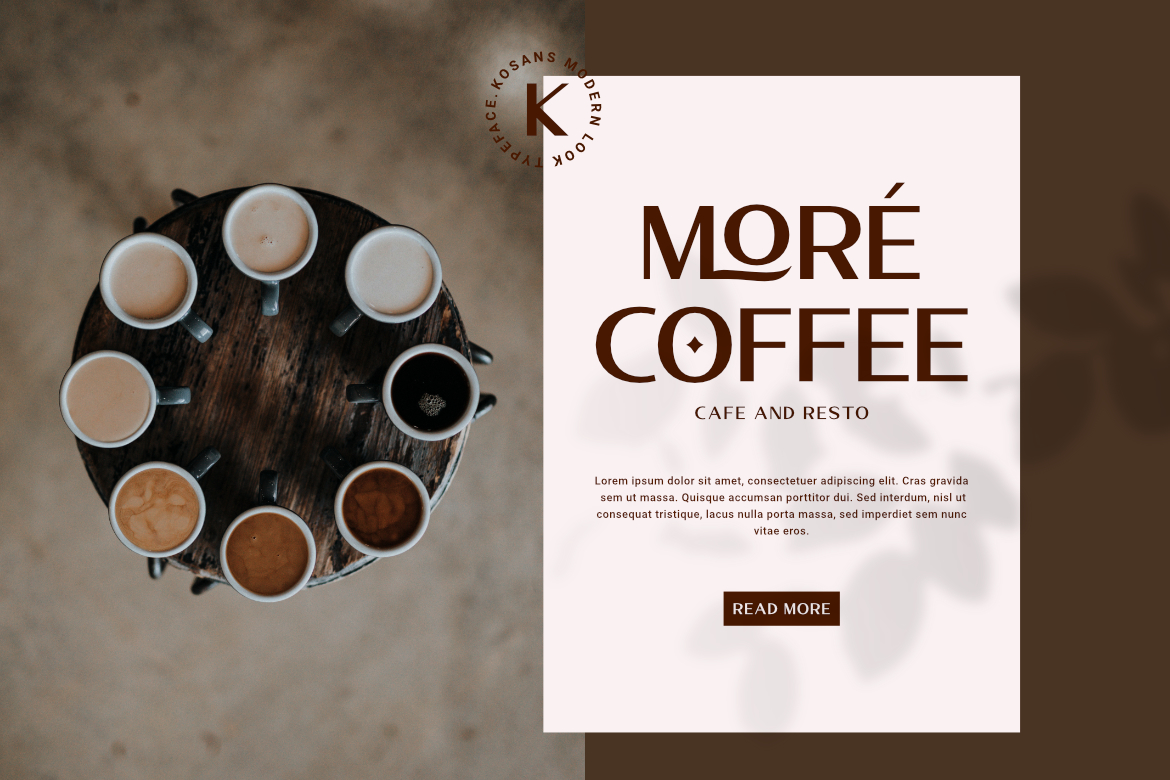 KOSANS MODERN LOOK TYPEFACE.
K
MORÉ
COFFEE
CAFE AND RESTO
Lorem ipsum dolor sit amet, consectetuer adipiscing elit. Cras gravida
sem ut massa. Quisque accumsan porttitor dui. Sed interdum, nisl ut
consequat tristique, lacus nulla porta massa, sed imperdiet sem nunc
vitae eros.
READ MORE